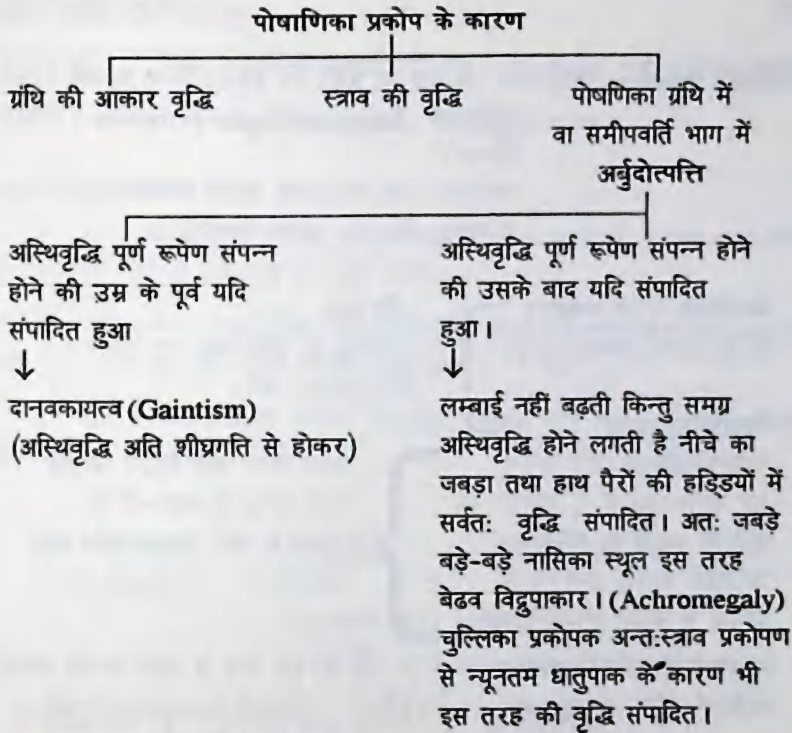 पोषाणिका प्रकोप के कारण
ग्रंथि की आकार वृद्धि
स्त्राव की वृद्धि
पोषणिका ग्रंथि में
वा समीपवर्ति भाग में
अर्बुदोत्पत्ति
अस्थिवृद्धि पूर्ण रूपेण संपन्न
होने की उम्र के पूर्व यदि
संपादित हुआ
↓
दानवकायत्व (Gaintism)
(अस्थिवृद्धि अति शीघ्रगति से होकर)
अस्थिवृद्धि पूर्ण रूपेण संपन्न होने
की उसके बाद यदि संपादित
हुआ।
↓
लम्बाई नहीं बढ़ती किन्तु समग्र
अस्थिवृद्धि होने लगती है नीचे का
जबड़ा तथा हाथ पैरों की हड्डियों में
सर्वतः वृद्धि संपादित। अतः जबड़े
बड़े-बड़े नासिका स्थूल इस तरह
बेढव विद्रुपाकार। (Achromegaly)
चुल्लिका प्रकोपक अन्तःस्त्राव प्रकोपण
से न्यूनतम धातुपाक के कारण भी
इस तरह की वृद्धि संपादित।